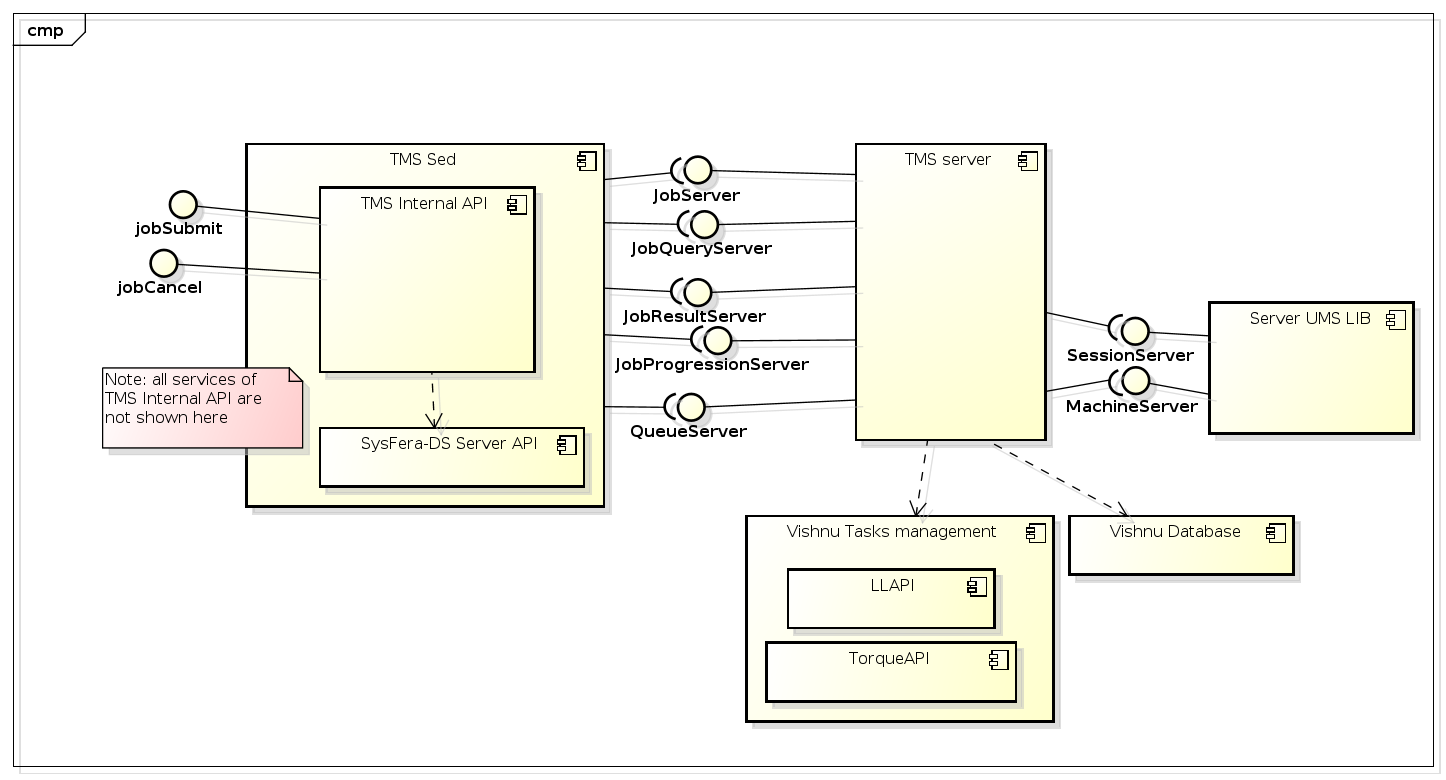 cmp
TMS Sed
TMS server
JobServer
TMS Internal API
jobSubmit
JobQueryServer
jobCancel
JobResultServer
Server UMS LIB
SessionServer
JobProgressionServer
Note: all services of
TMS Internal API are
not shown here
MachineServer
QueueServer
SysFera-DS Server API
Vishnu Tasks management
Vishnu Database
LLAPI
TorqueAPI